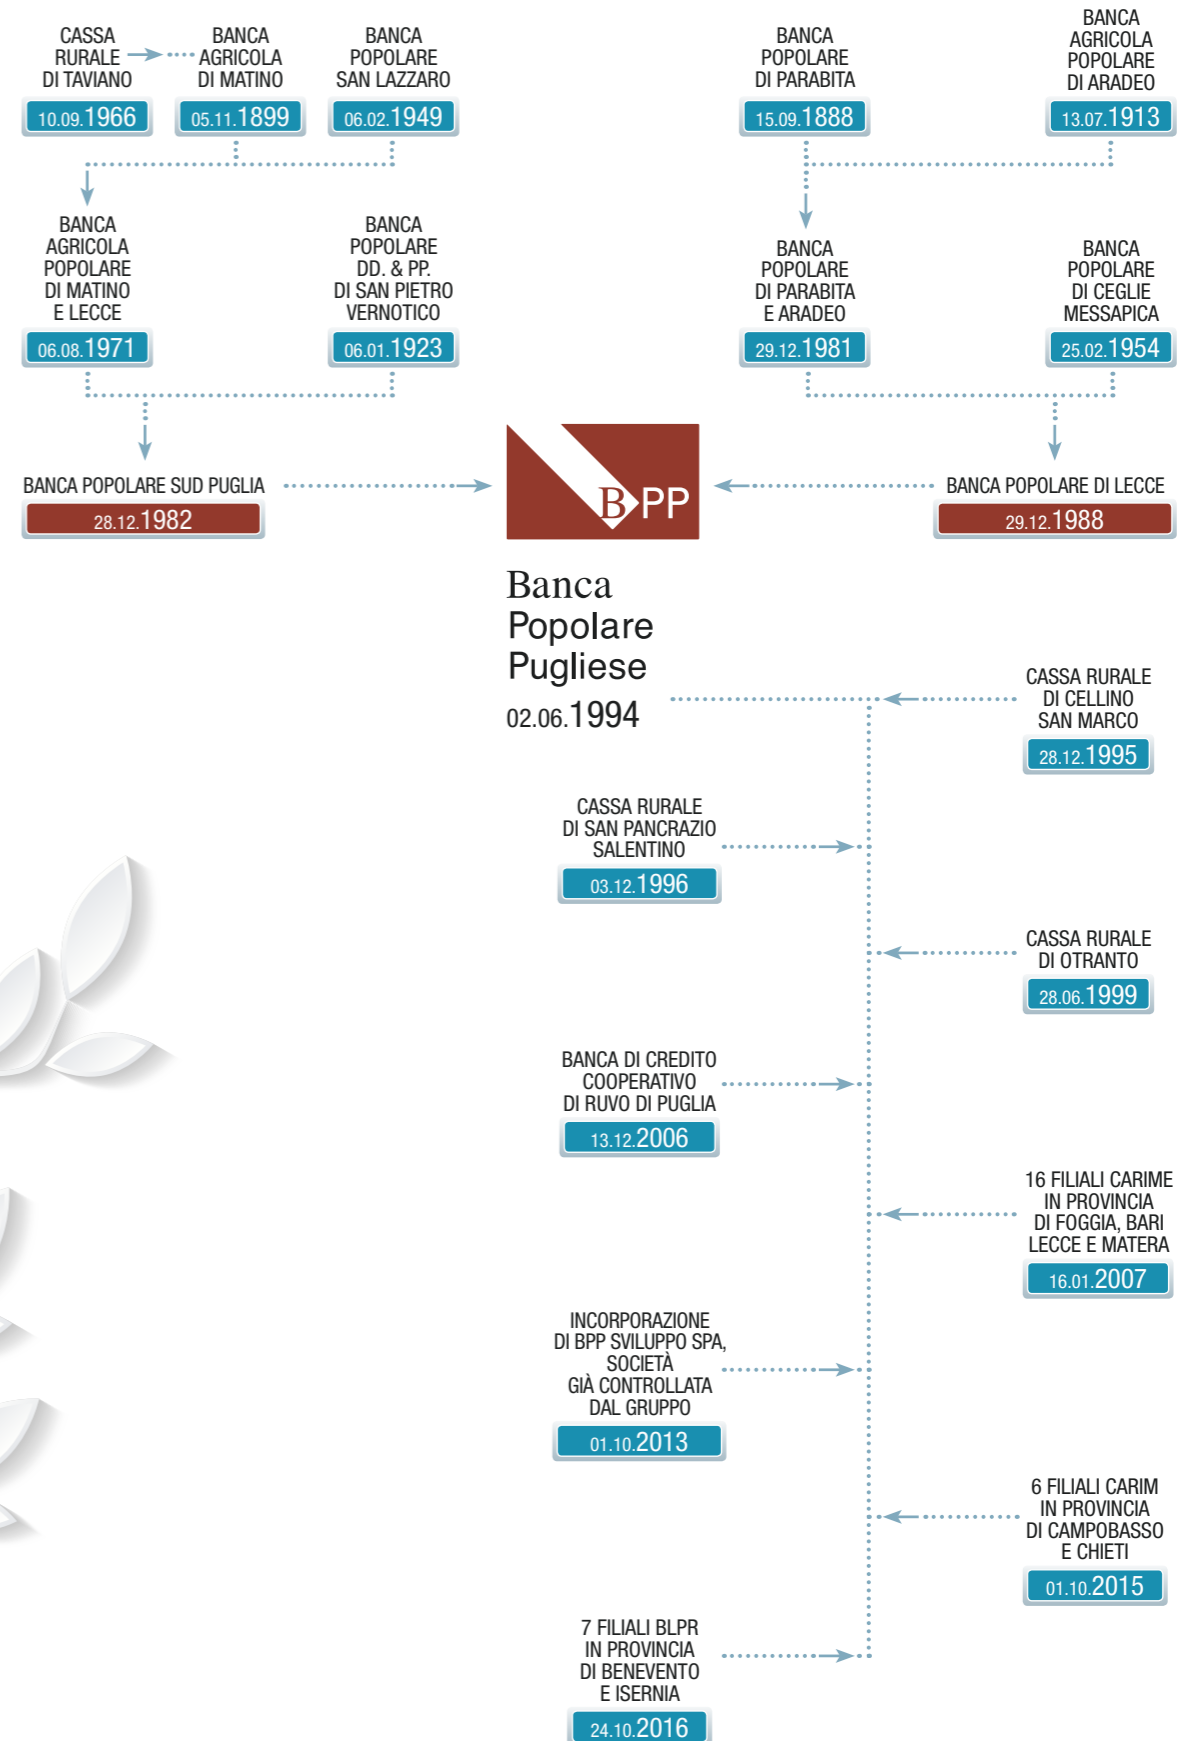 CASSA
RURALE
DI TAVIANO
10.09.1966
BANCA
AGRICOLA
DI MATINO
05.11.1899
BANCA
POPOLARE
SAN LAZZARO
06.02.1949
BANCA
POPOLARE
DI PARABITA
15.09.1888
BANCA
AGRICOLA
POPOLARE
DI ARADEO
13.07.1913
BANCA
AGRICOLA
POPOLARE
DI MATINO
E LECCE
06.08.1971
BANCA
POPOLARE
DD. & PP.
DI SAN PIETRO
VERNOTICO
06.01.1923
BANCA
POPOLARE
DI PARABITA
E ARADEO
29.12.1981
BANCA
POPOLARE
DI CEGLIE
MESSAPICA
25.02.1954
BANCA POPOLARE SUD PUGLIA
28.12.1982
BPP
BANCA POPOLARE DI LECCE
29.12.1988
Banca
Popolare
Pugliese
02.06.1994
CASSA RURALE
DI CELLINO
SAN MARCO
28.12.1995
CASSA RURALE
DI SAN PANCRAZIO
SALENTINO
03.12.1996
CASSA RURALE
DI OTRANTO
28.06.1999
BANCA DI CREDITO
COOPERATIVO
DI RUVO DI PUGLIA
13.12.2006
16 FILIALI CARIME
IN PROVINCIA
DI FOGGIA, BARI
LECCE E MATERA
16.01.2007
INCORPORAZIONE
DI BPP SVILUPPO SPA,
SOCIETÀ
GIÀ CONTROLLATA
DAL GRUPPO
01.10.2013
6 FILIALI CARIM
IN PROVINCIA
DI CAMPOBASSO
E CHIETI
01.10.2015
7 FILIALI BLPR
IN PROVINCIA
DI BENEVENTO
E ISERNIA
24.10.2016